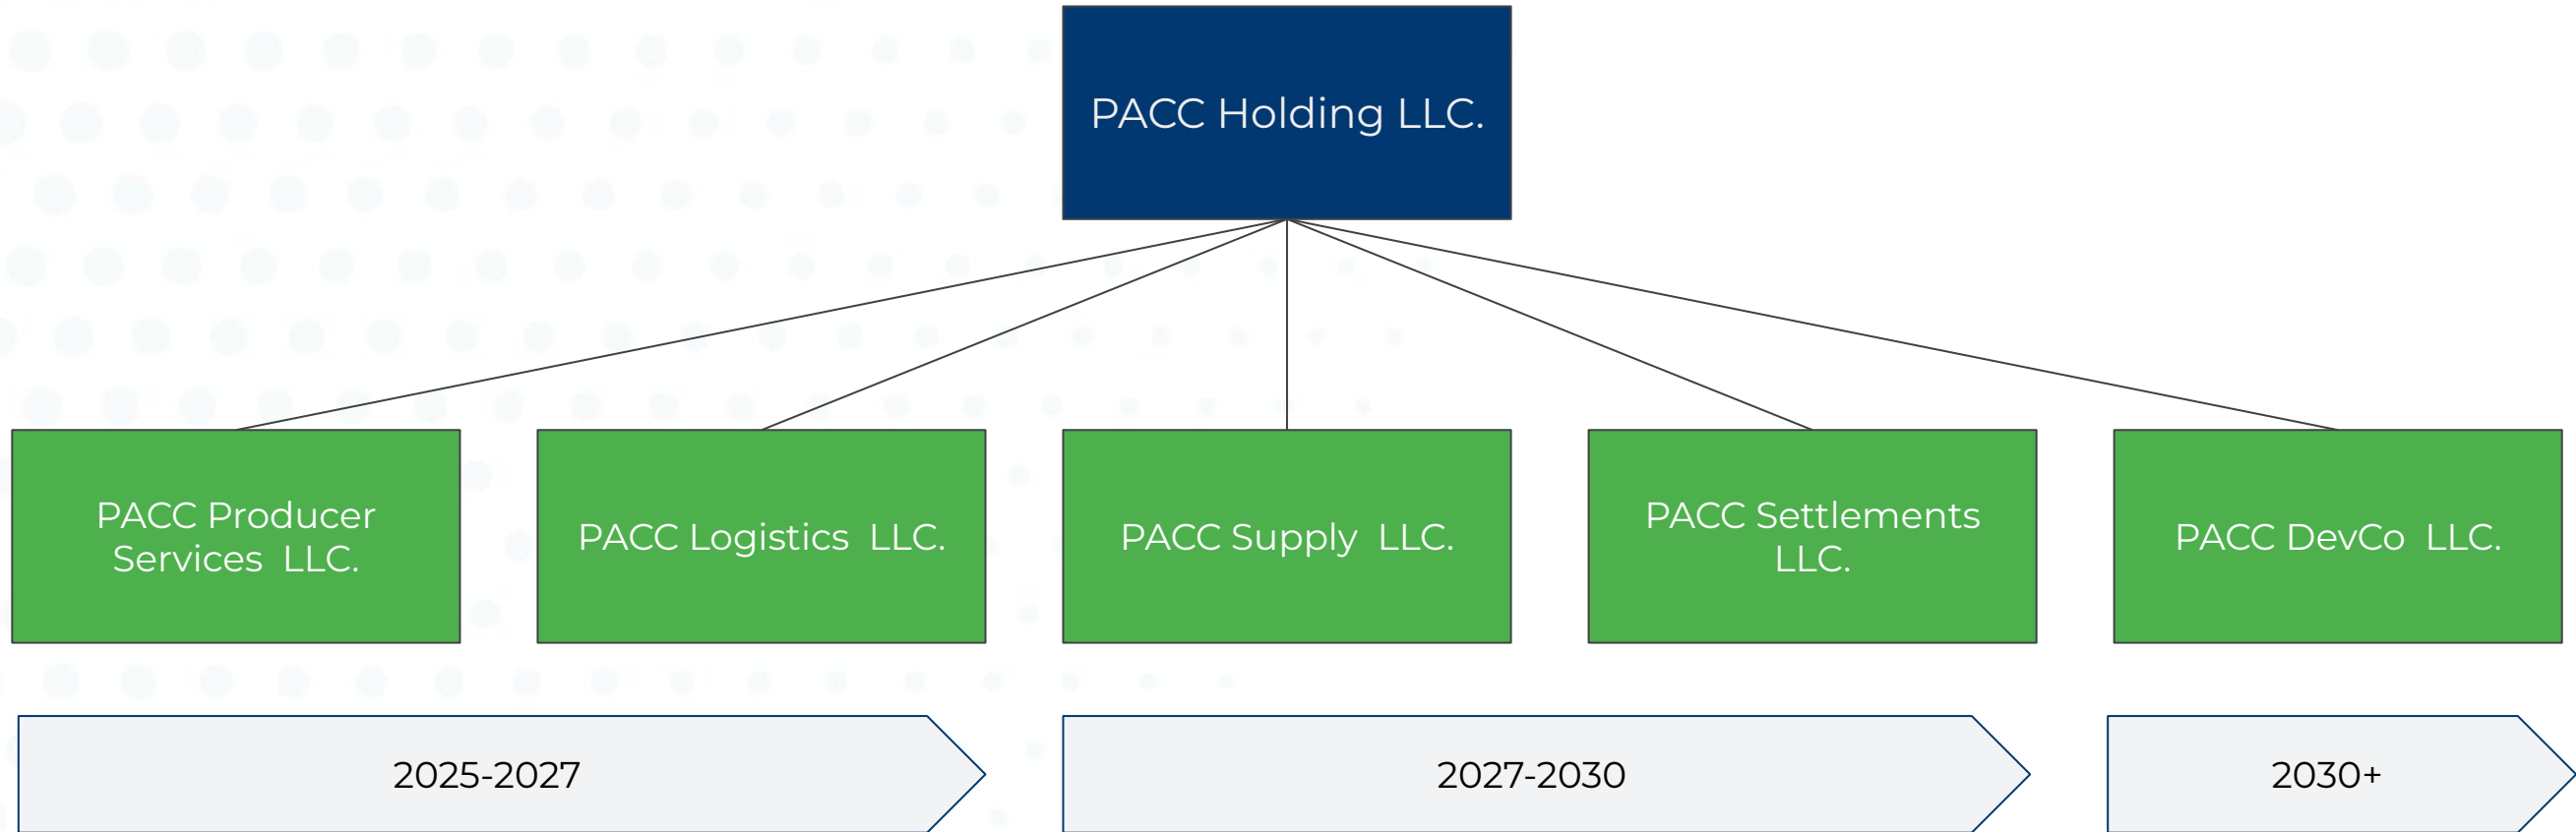 PACC Holding LLC.
PACC Producer
Services  LLC.
PACC Logistics  LLC.
PACC Supply  LLC.
PACC Settlements
LLC.
PACC DevCo  LLC.
2025-2027
2027-2030
2030+